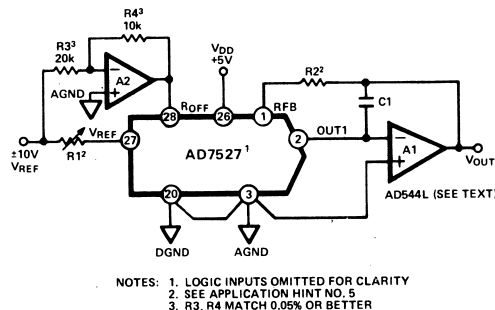 R4³
10k
R3³
20k
A2
AGND
VDD
+5V
R2²
C1
ROFF
RFB
28
26
1
±10V
VREF
R1²
VREF
27
AD7527¹
2
OUT1
A1
VOUT
AD544L (SEE TEXT)
20
3
DGND
AGND
NOTES: 1. LOGIC INPUTS OMITTED FOR CLARITY
2. SEE APPLICATION HINT NO. 5
3. R3, R4 MATCH 0.05% OR BETTER